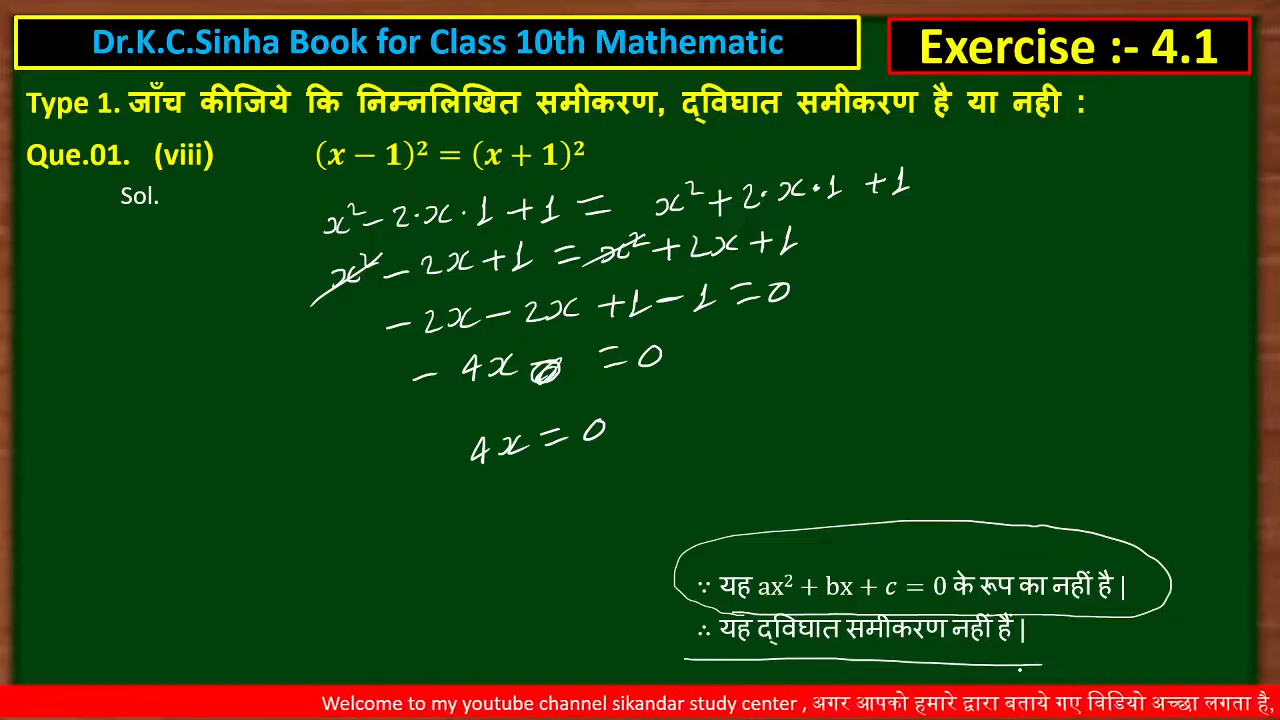 Dr.K.C.Sinha Book for Class 10th Mathematic
Exercise :- 4.1
Type 1. जाँच कीजिये कि निम्नलिखित समीकरण, द्विघात समीकरण है या नही :
Que.01. (viii) (x − 1)² = (x + 1)²
Sol.
x² − 2·x·1 + 1 = x² + 2·x·1 + 1
x² − 2x + 1 = x² + 2x + 1
− 2x − 2x + 1 − 1 = 0
− 4x = 0
4x = 0
∵ यह ax² + bx + c = 0 के रूप का नहीं है |
∴ यह द्विघात समीकरण नहीं हैं |
Welcome to my youtube channel sikandar study center , अगर आपको हमारे द्वारा बताये गए विडियो अच्छा लगता है,